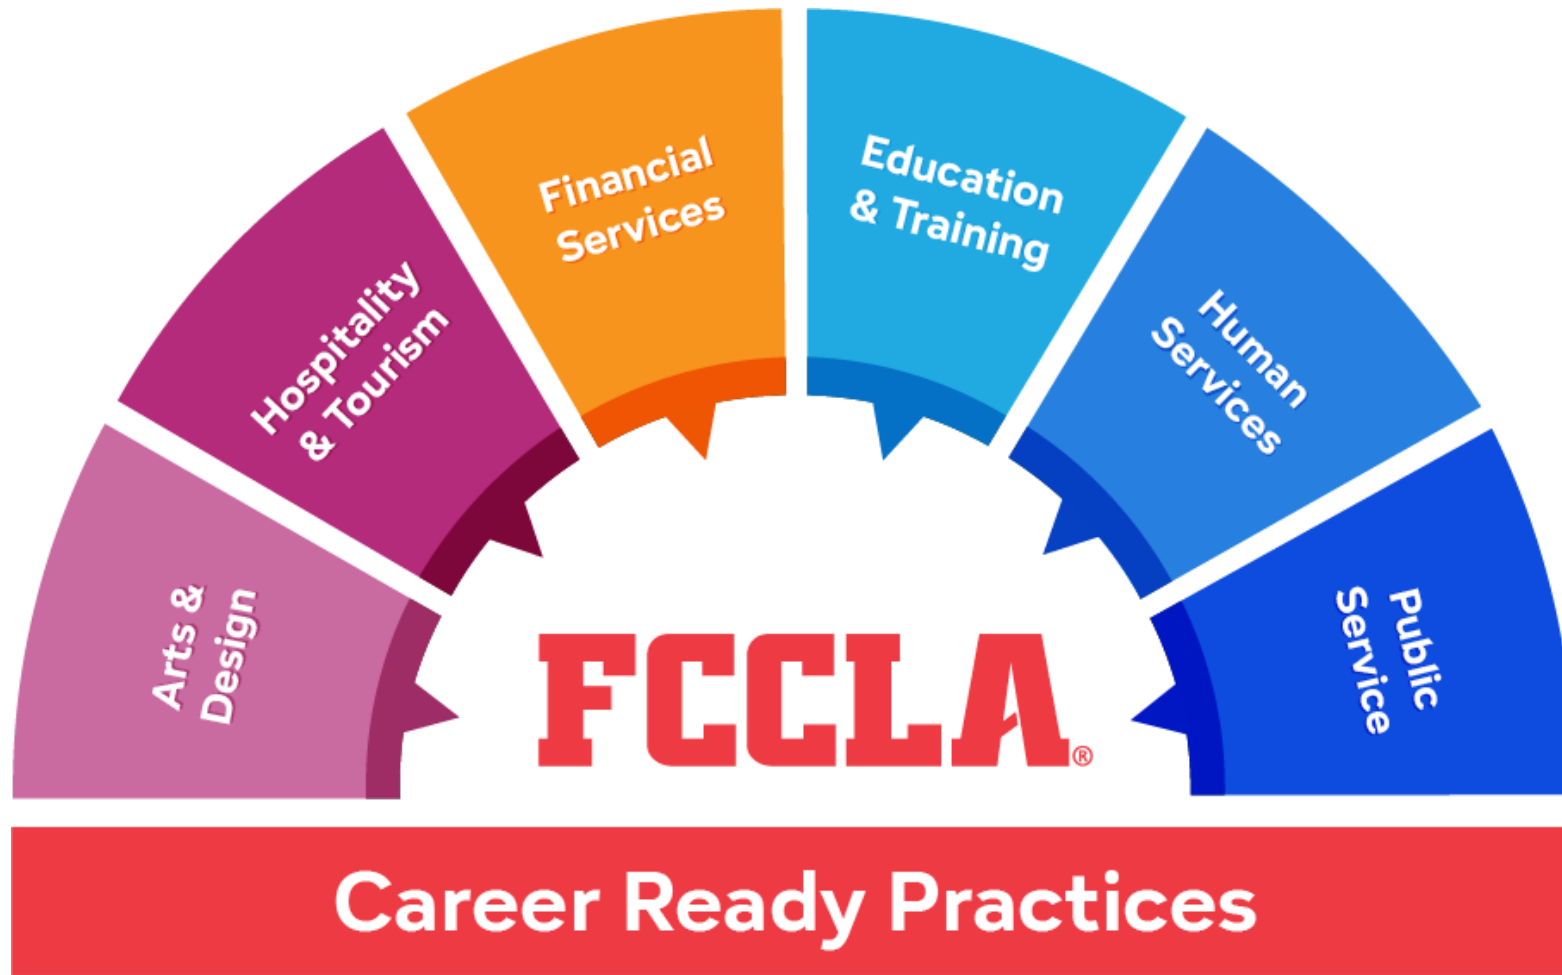 Arts &
Design
Hospitality
& Tourism
Financial
Services
Education
& Training
Human
Services
Public
Service
FCCLA®
Career Ready Practices